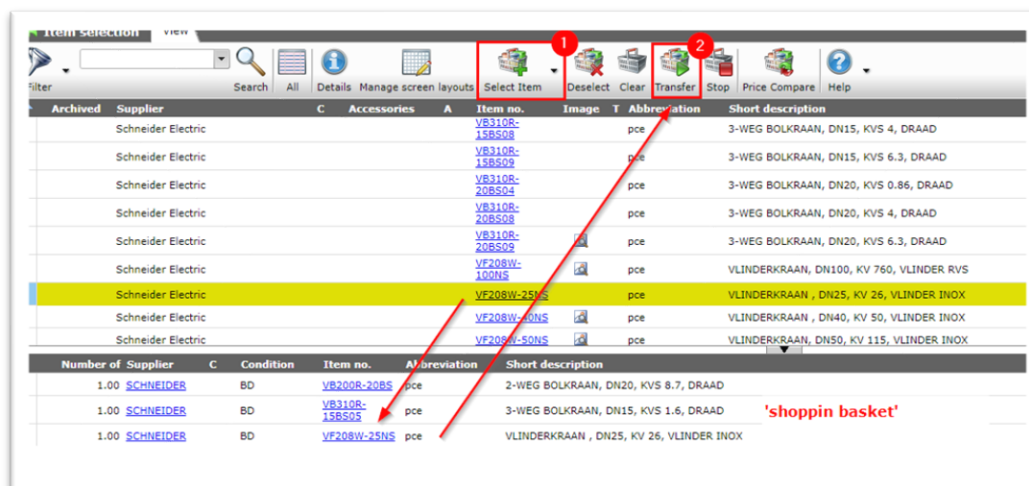 Item selection View
1 2
Filter Search All Details Manage screen layouts Select Item Deselect Clear Transfer Stop Price Compare Help
Archived Supplier C Accessories A Item no. Image T Abbreviation Short description
Schneider Electric VB310R-15BS08 pce 3-WEG BOLKRAAN, DN15, KVS 4, DRAAD
Schneider Electric VB310R-15BS09 pce 3-WEG BOLKRAAN, DN15, KVS 6.3, DRAAD
Schneider Electric VB310R-20BS04 pce 3-WEG BOLKRAAN, DN20, KVS 0.86, DRAAD
Schneider Electric VB310R-20BS08 pce 3-WEG BOLKRAAN, DN20, KVS 4, DRAAD
Schneider Electric VB310R-20BS09 pce 3-WEG BOLKRAAN, DN20, KVS 6.3, DRAAD
Schneider Electric VF208W-100NS pce VLINDERKRAAN, DN100, KV 760, VLINDER RVS
Schneider Electric VF208W-25NS pce VLINDERKRAAN , DN25, KV 26, VLINDER INOX
Schneider Electric VF208W-40NS pce VLINDERKRAAN , DN40, KV 50, VLINDER INOX
Schneider Electric VF208W-50NS pce VLINDERKRAAN, DN50, KV 115, VLINDER INOX
Number of Supplier C Condition Item no. Abbreviation Short description
1.00 SCHNEIDER BD VB200R-20BS pce 2-WEG BOLKRAAN, DN20, KVS 8.7, DRAAD
1.00 SCHNEIDER BD VB310R-15BS05 pce 3-WEG BOLKRAAN, DN15, KVS 1.6, DRAAD
'shoppin basket'
1.00 SCHNEIDER BD VF208W-25NS pce VLINDERKRAAN , DN25, KV 26, VLINDER INOX